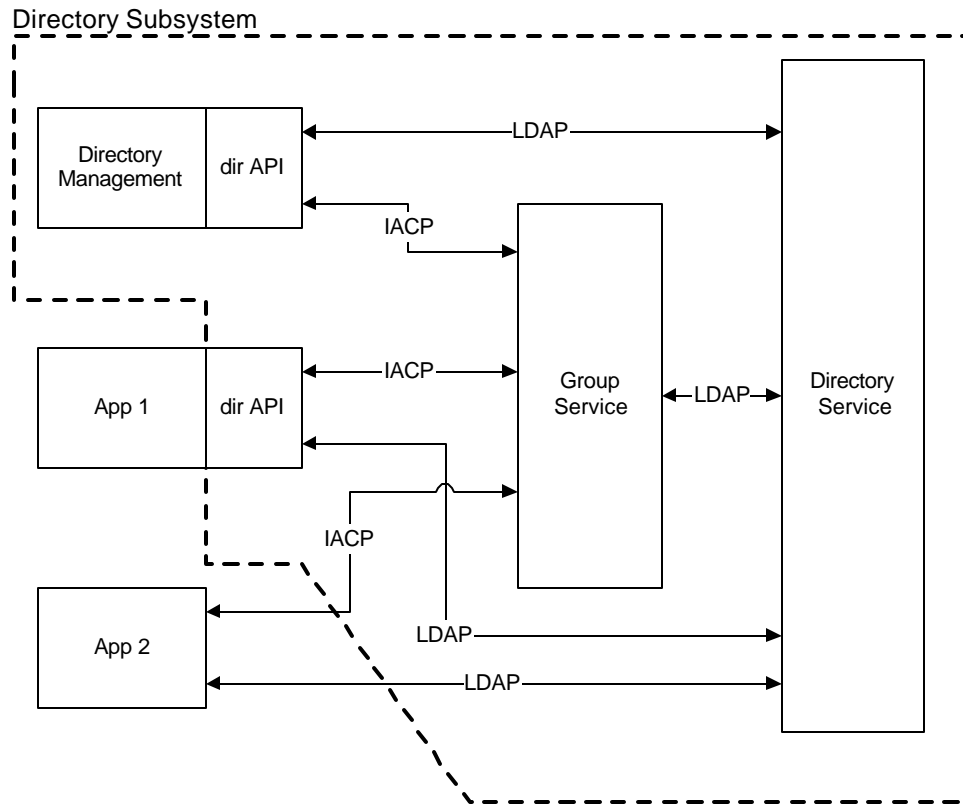 Directory Subsystem
LDAP
Directory
Management
dir API
IACP
App 1
dir API
IACP
Group
Service
LDAP
Directory
Service
IACP
App 2
LDAP
LDAP